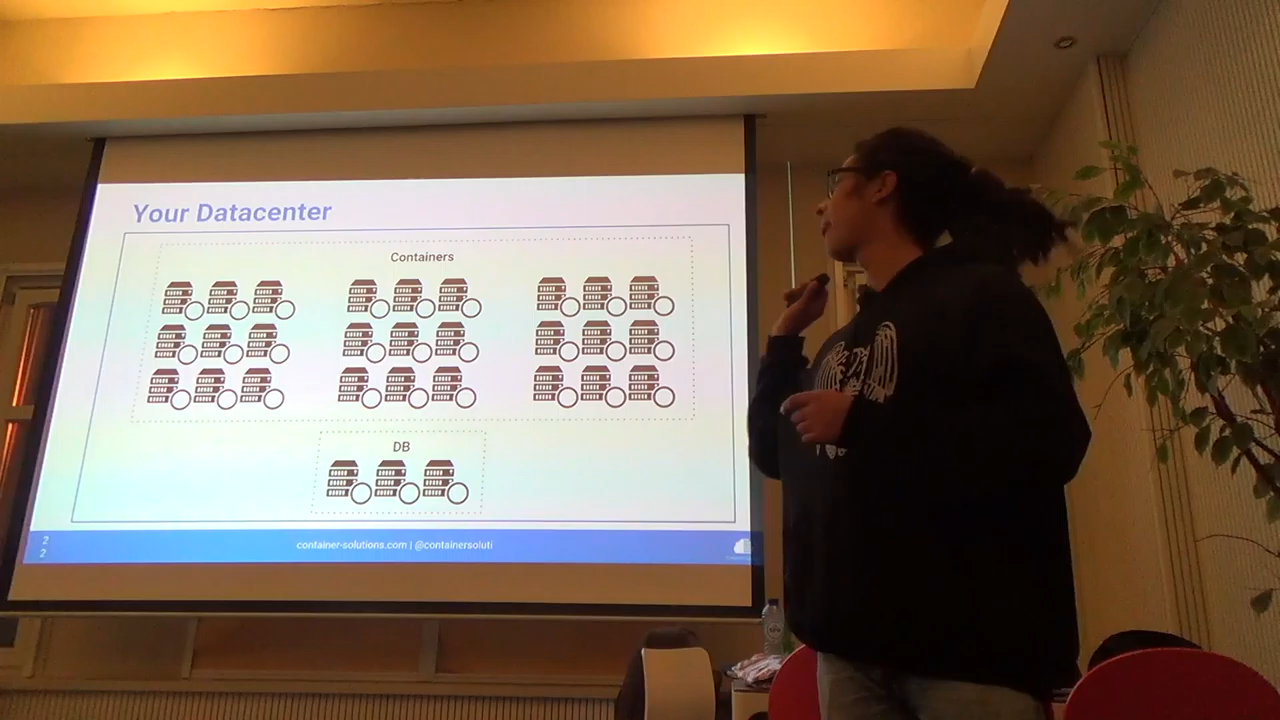 Your Datacenter
Containers
DB
2
2
container-solutions.com | @containersoluti